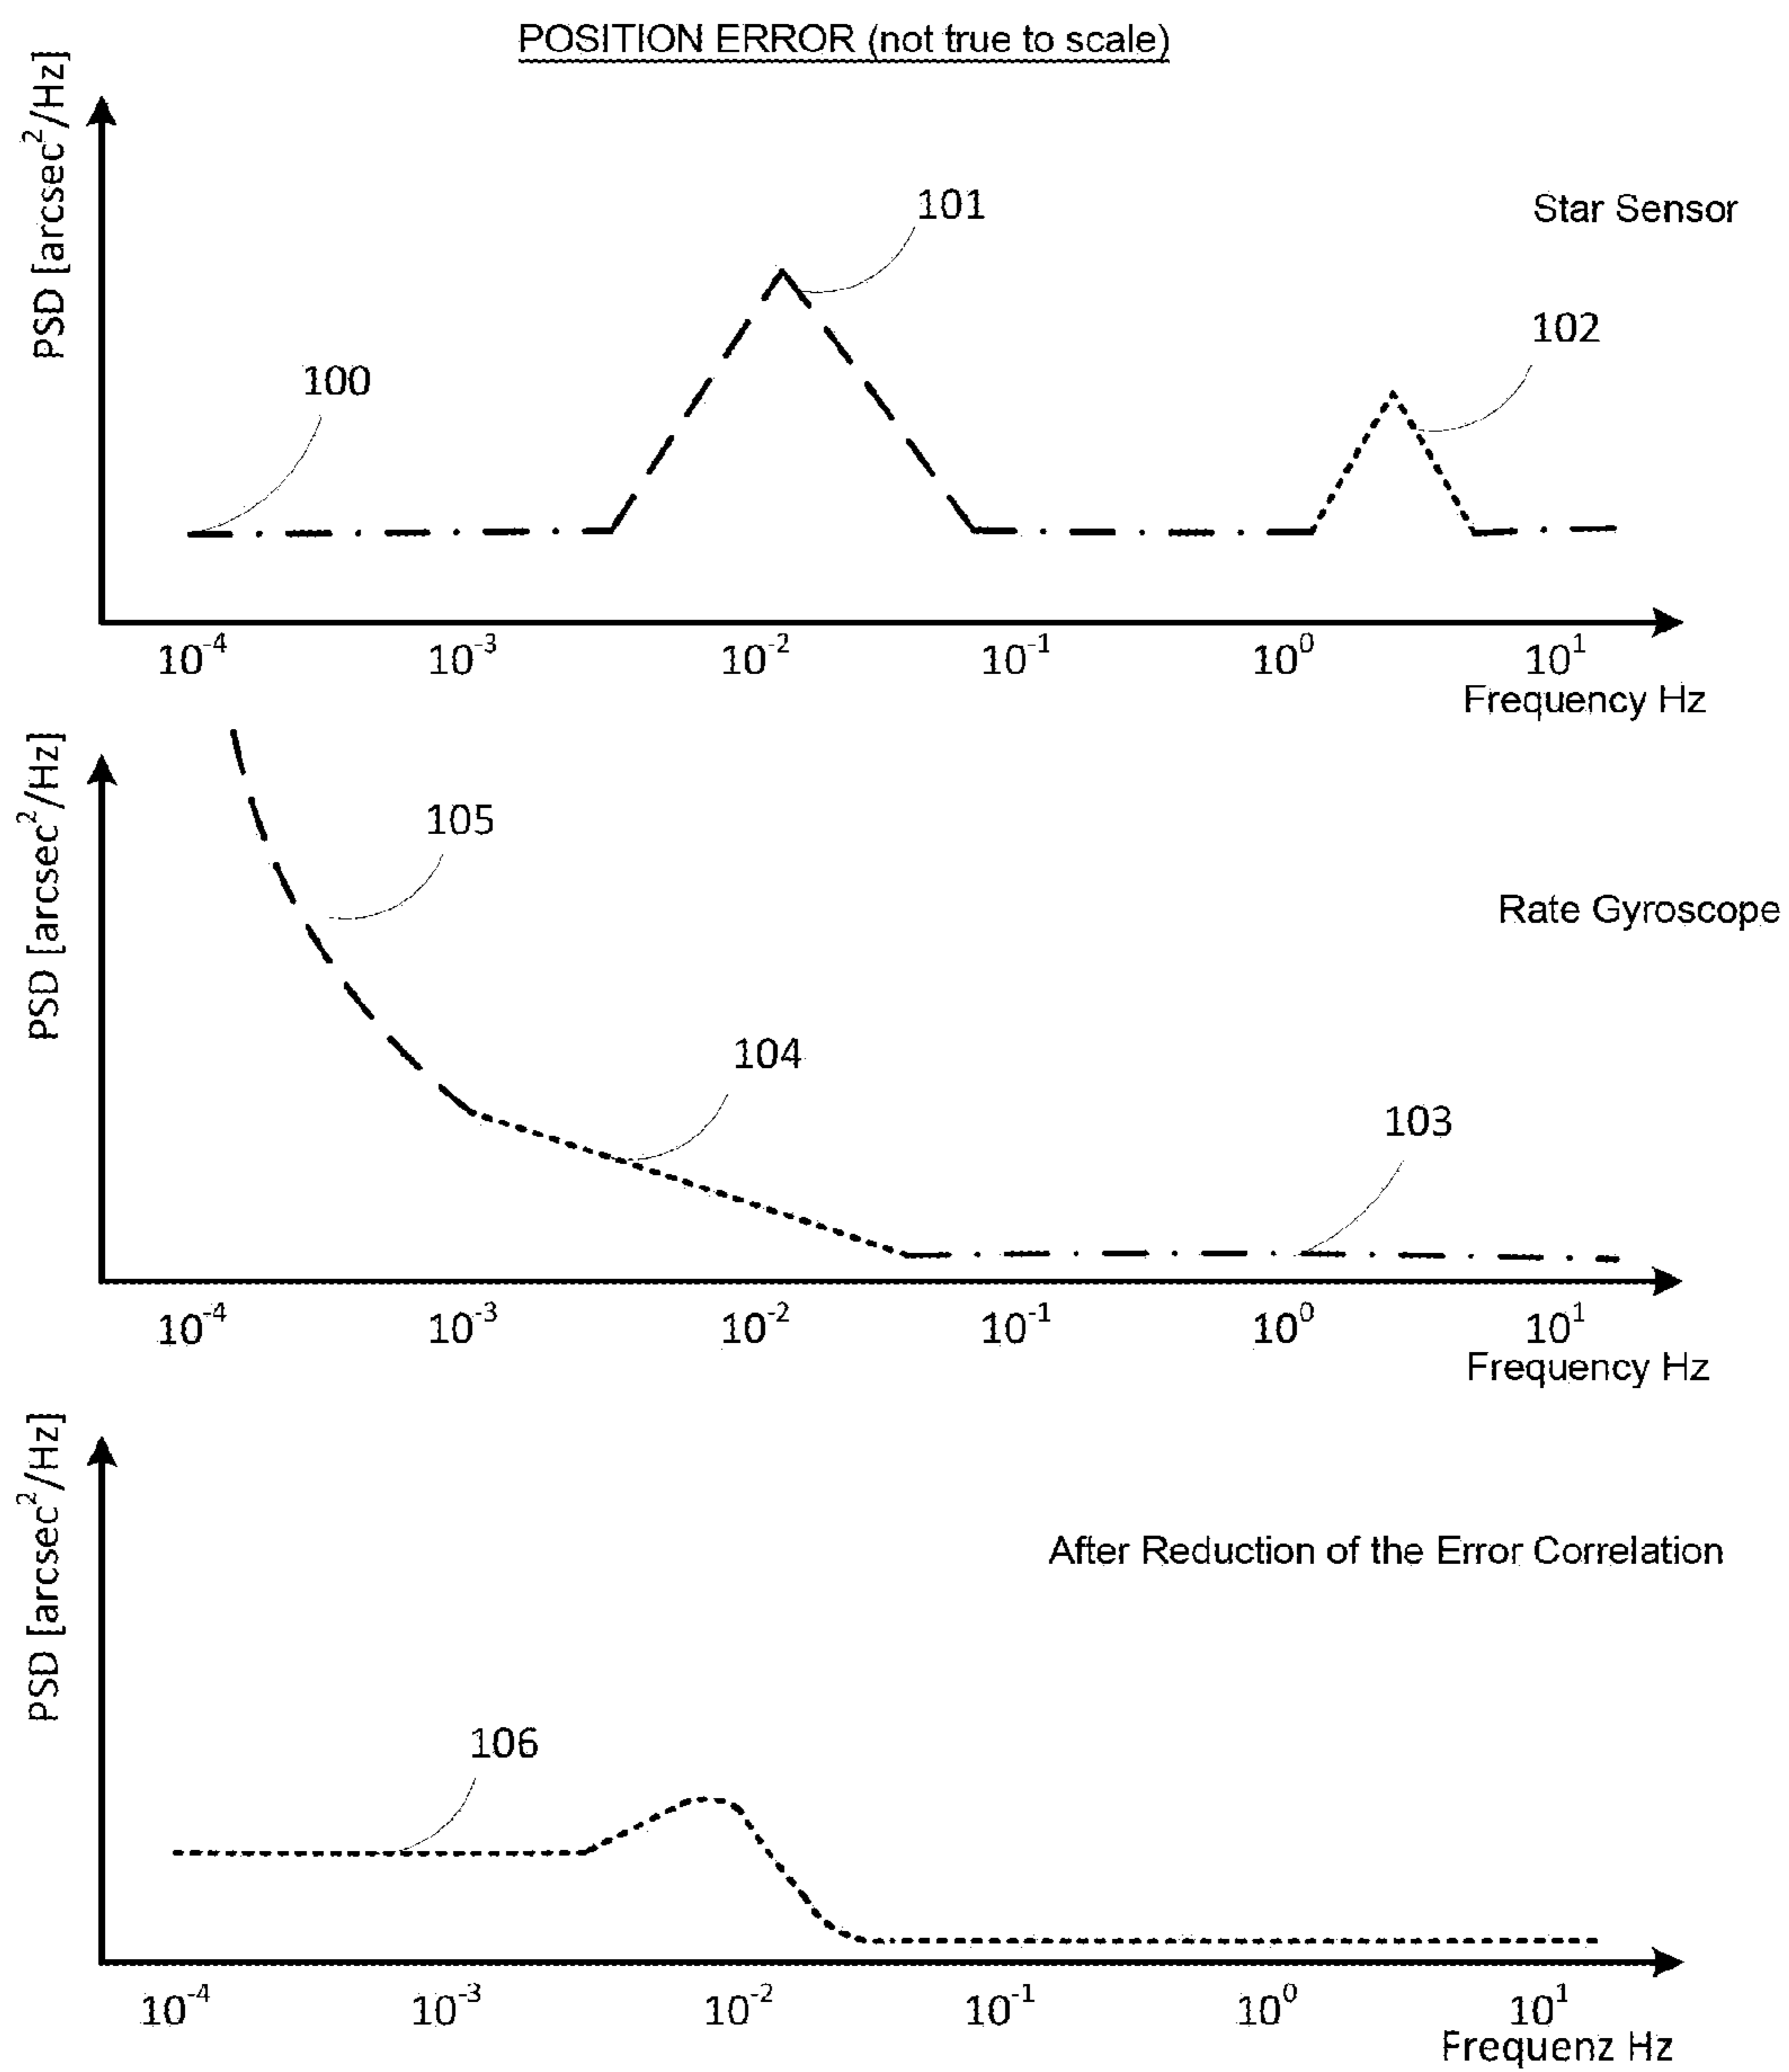 POSITION ERROR (not true to scale)
PSD [arcsec²/Hz]
101
Star Sensor
102
100
10⁻⁴ 10⁻³ 10⁻² 10⁻¹ 10⁰ 10¹
Frequency Hz
PSD [arcsec²/Hz]
105
Rate Gyroscope
104
103
10⁻⁴ 10⁻³ 10⁻² 10⁻¹ 10⁰ 10¹
Frequency Hz
PSD [arcsec²/Hz]
After Reduction of the Error Correlation
106
10⁻⁴ 10⁻³ 10⁻² 10⁻¹ 10⁰ 10¹
Frequenz Hz